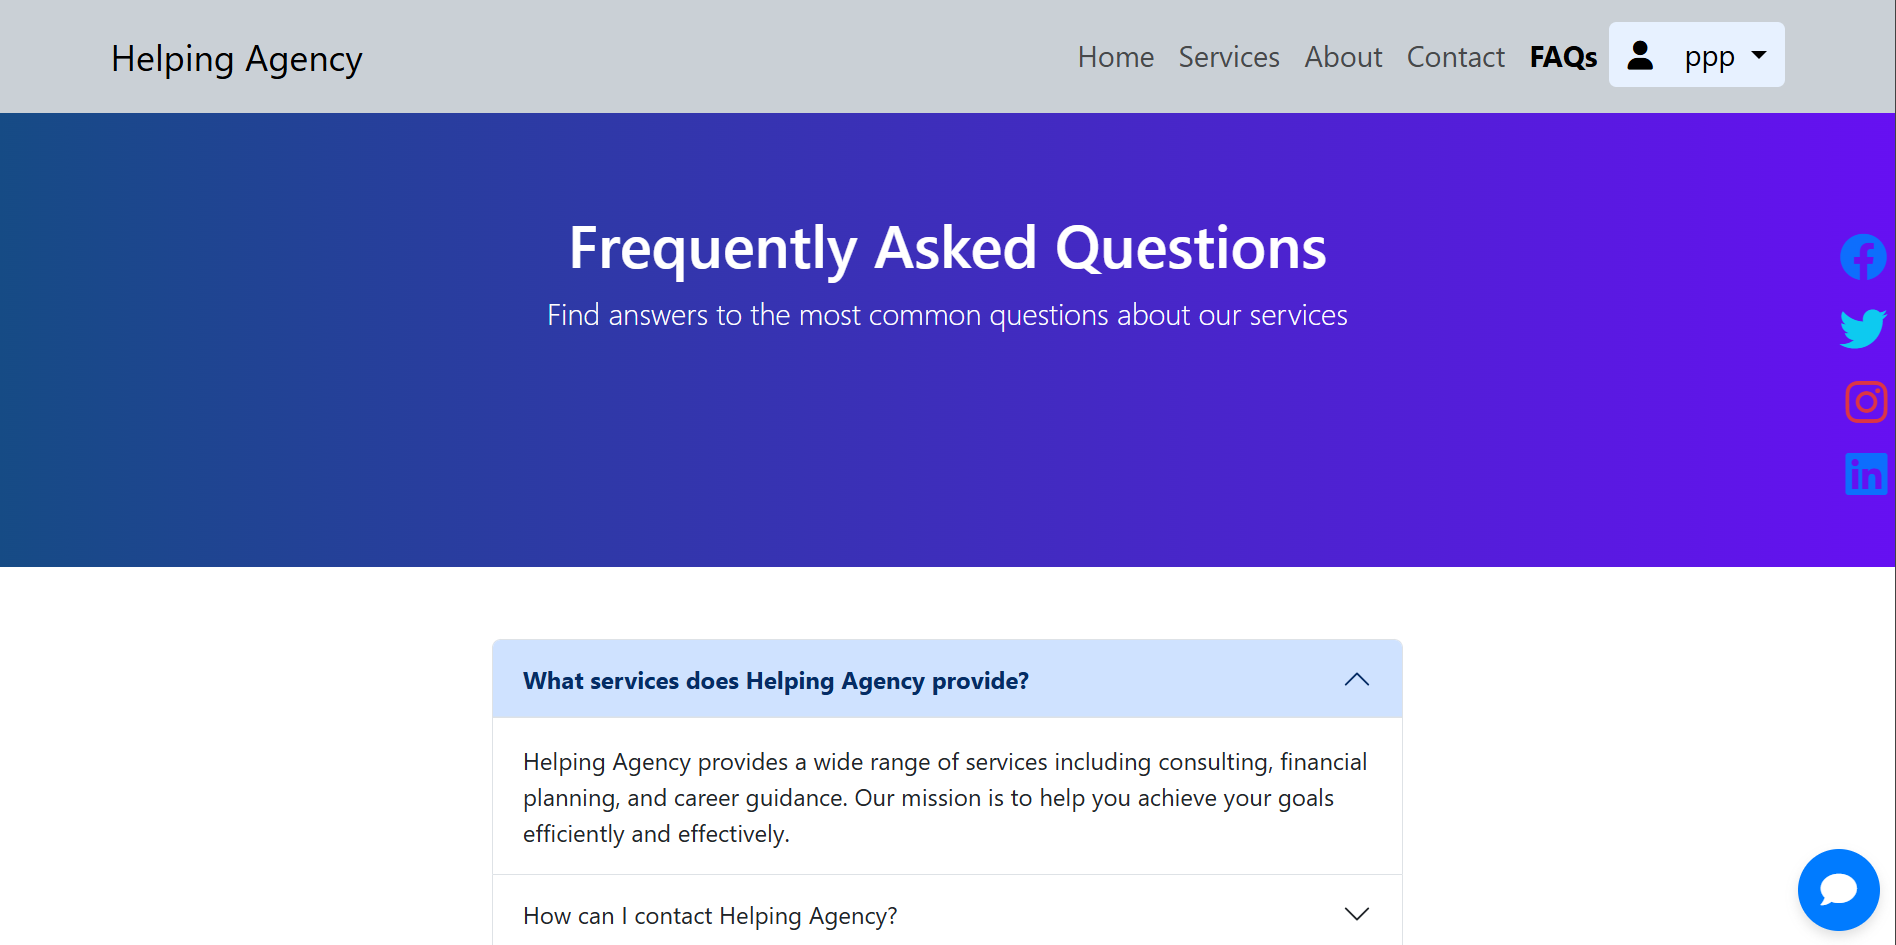 Helping Agency
Home Services About Contact FAQs ppp
Frequently Asked Questions
Find answers to the most common questions about our services
What services does Helping Agency provide?
Helping Agency provides a wide range of services including consulting, financial
planning, and career guidance. Our mission is to help you achieve your goals
efficiently and effectively.
How can I contact Helping Agency?